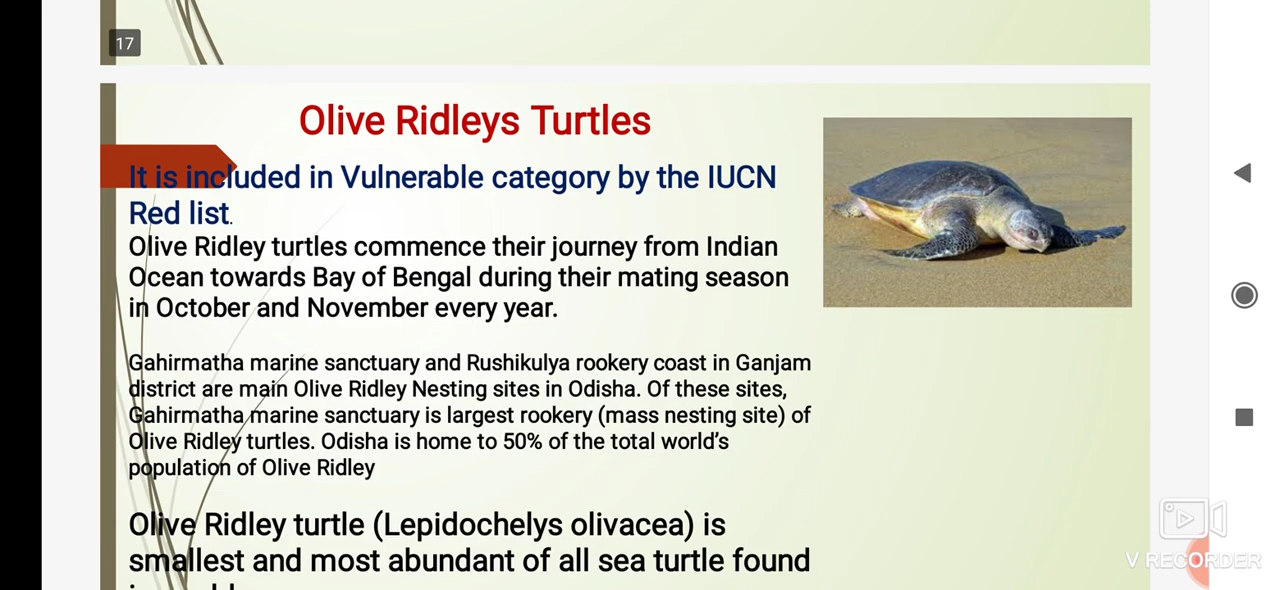 17
Olive Ridleys Turtles
It is included in Vulnerable category by the IUCN
Red list.
Olive Ridley turtles commence their journey from Indian
Ocean towards Bay of Bengal during their mating season
in October and November every year.
Gahirmatha marine sanctuary and Rushikulya rookery coast in Ganjam
district are main Olive Ridley Nesting sites in Odisha. Of these sites,
Gahirmatha marine sanctuary is largest rookery (mass nesting site) of
Olive Ridley turtles. Odisha is home to 50% of the total world's
population of Olive Ridley
Olive Ridley turtle (Lepidochelys olivacea) is
smallest and most abundant of all sea turtle found
V RECORDER